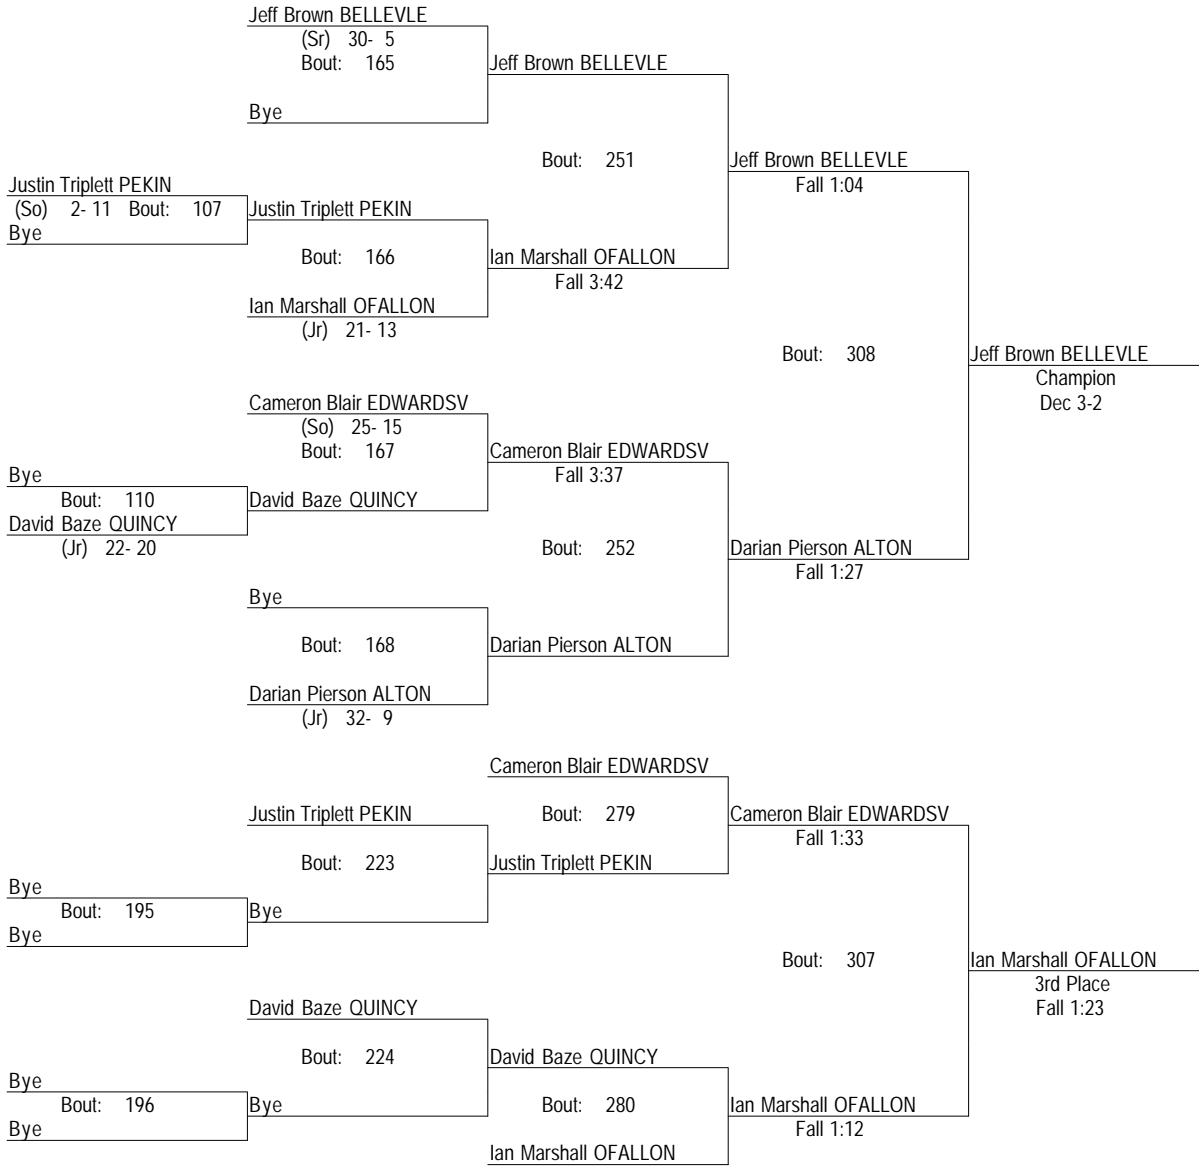 Jeff Brown BELLEVLE
(Sr) 30- 5
Bout: 165 Jeff Brown BELLEVLE
Bye
Bout: 251 Jeff Brown BELLEVLE
Justin Triplett PEKIN Fall 1:04
(So) 2- 11 Bout: 107 Justin Triplett PEKIN
Bye
Bout: 166 Ian Marshall OFALLON
Fall 3:42
Ian Marshall OFALLON
(Jr) 21- 13
Bout: 308 Jeff Brown BELLEVLE
Champion
Cameron Blair EDWARDSV Dec 3-2
(So) 25- 15
Bout: 167 Cameron Blair EDWARDSV
Bye Fall 3:37
Bout: 110 David Baze QUINCY
David Baze QUINCY
(Jr) 22- 20 Bout: 252 Darian Pierson ALTON
Fall 1:27
Bye
Bout: 168 Darian Pierson ALTON
Darian Pierson ALTON
(Jr) 32- 9
Cameron Blair EDWARDSV
Justin Triplett PEKIN Bout: 279 Cameron Blair EDWARDSV
Fall 1:33
Bout: 223 Justin Triplett PEKIN
Bye
Bout: 195 Bye
Bye
Bout: 307 Ian Marshall OFALLON
3rd Place
David Baze QUINCY Fall 1:23
Bout: 224 David Baze QUINCY
Bye
Bout: 196 Bye Bout: 280 Ian Marshall OFALLON
Bye Fall 1:12
Ian Marshall OFALLON